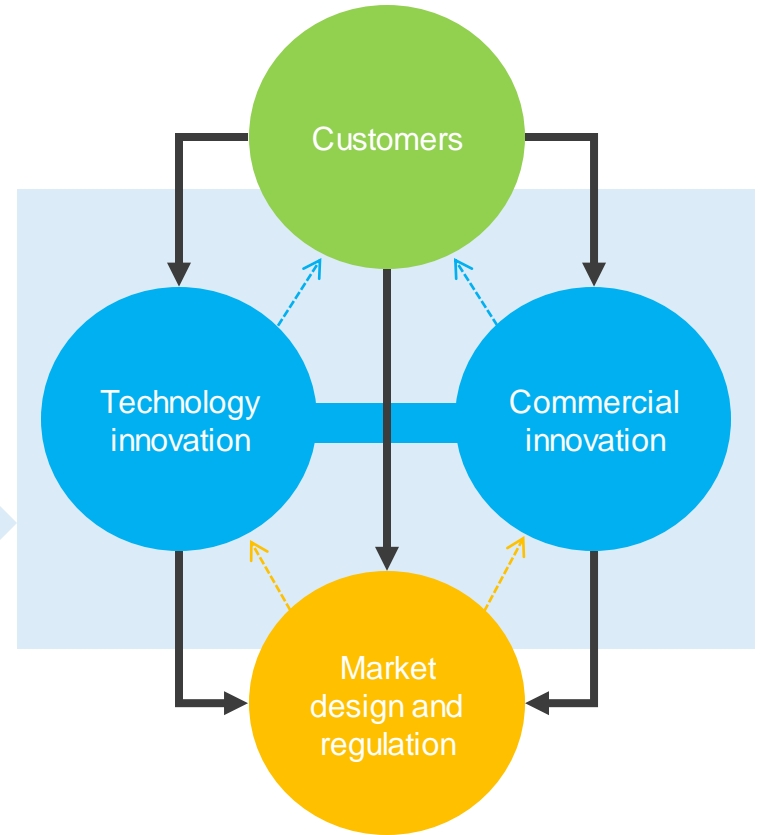 Customers
Technology
innovation
Commercial
innovation
Market
design and
regulation